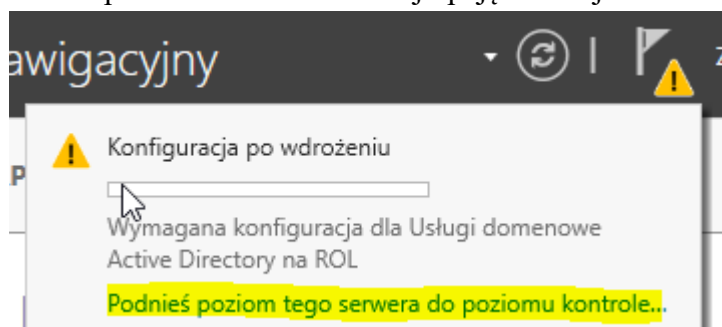 awigacyjny
Konfiguracja po wdrożeniu
Wymagana konfiguracja dla Usługi domenowe
Active Directory na ROL
Podnieś poziom tego serwera do poziomu kontrole...